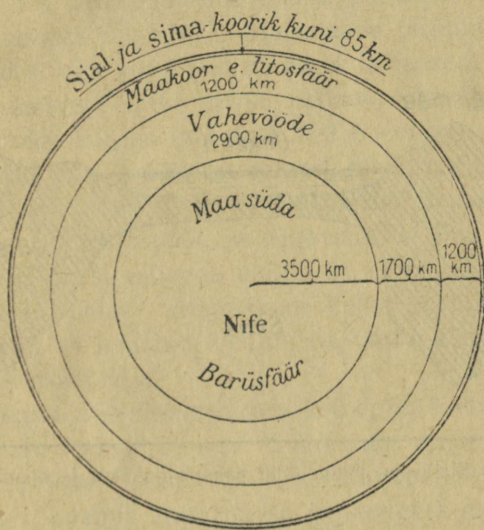 Sial- ja sima-koorik kuni 85 km
Maakoor e. litosfäär
1200 km
Vahevööde
2900 km
Maa süda
3500 km
1700 km
1200
km
Nife
Barüsfäär